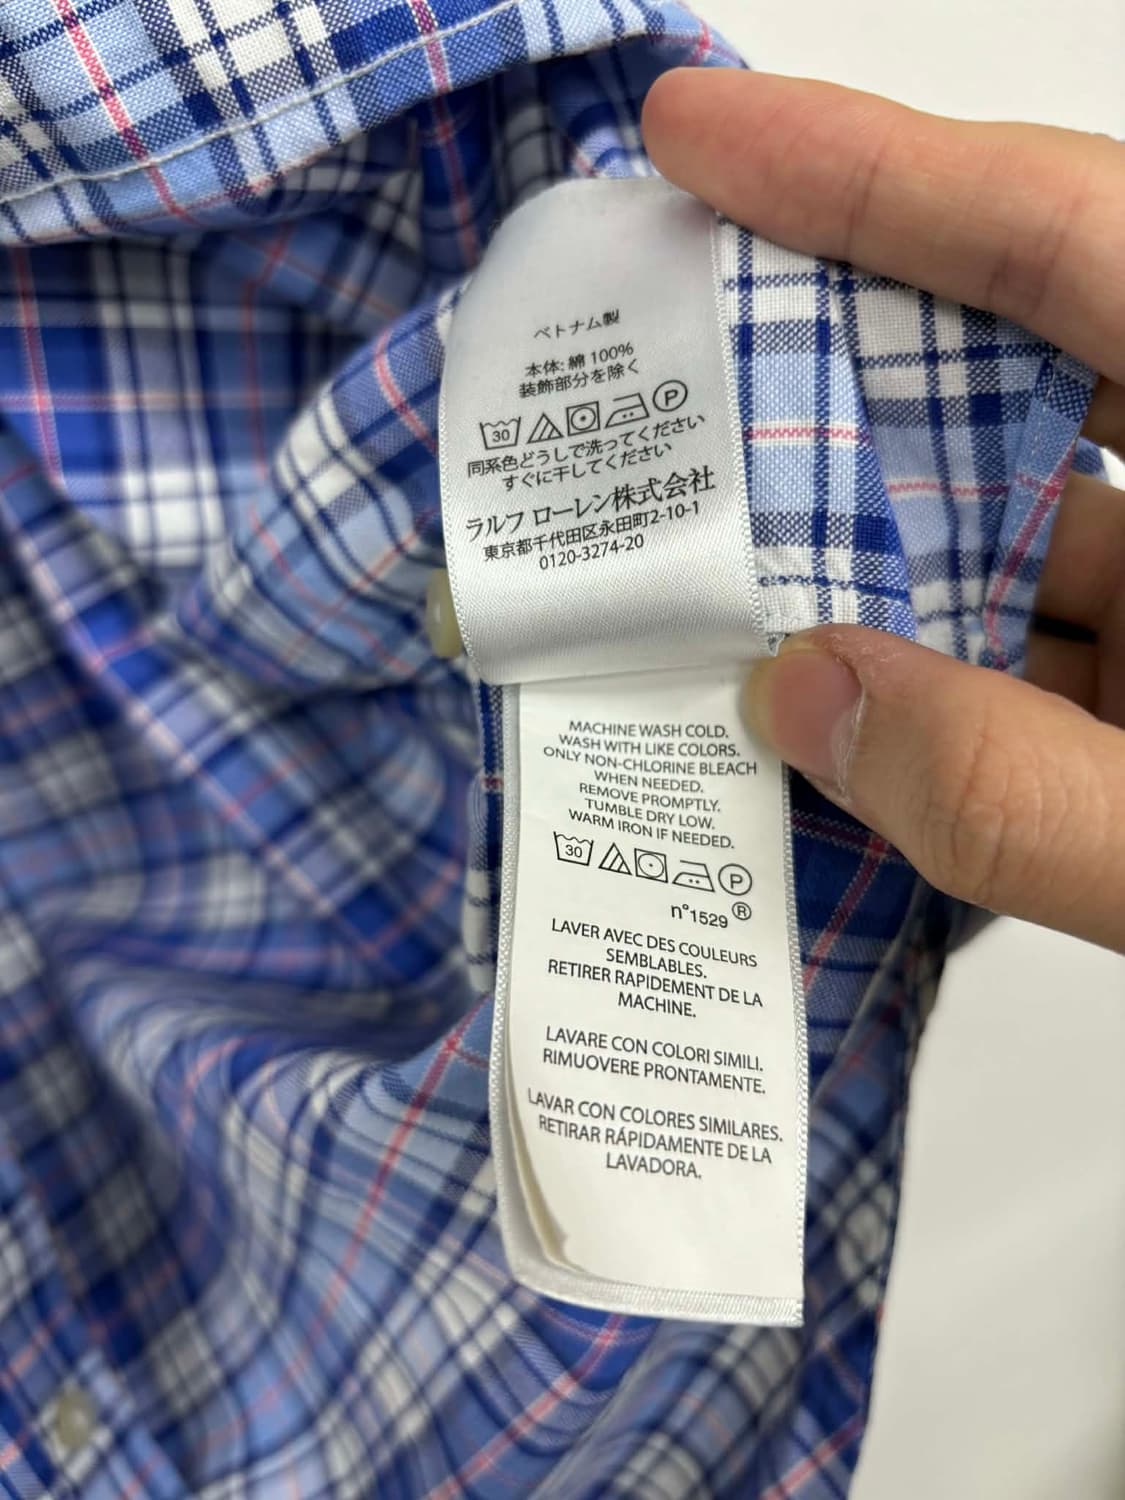 ベトナム製
本体: 綿 100%
装飾部分を除く
30 P
同系色どうしで洗ってください
すぐに干してください
ラルフ ローレン株式会社
東京都千代田区永田町2-10-1
0120-3274-20
MACHINE WASH COLD.
WASH WITH LIKE COLORS.
ONLY NON-CHLORINE BLEACH
WHEN NEEDED.
REMOVE PROMPTLY.
TUMBLE DRY LOW.
WARM IRON IF NEEDED.
30 P
n°1529 ®
LAVER AVEC DES COULEURS
SEMBLABLES.
RETIRER RAPIDEMENT DE LA
MACHINE.
LAVARE CON COLORI SIMILI.
RIMUOVERE PRONTAMENTE.
LAVAR CON COLORES SIMILARES.
RETIRAR RÁPIDAMENTE DE LA
LAVADORA.